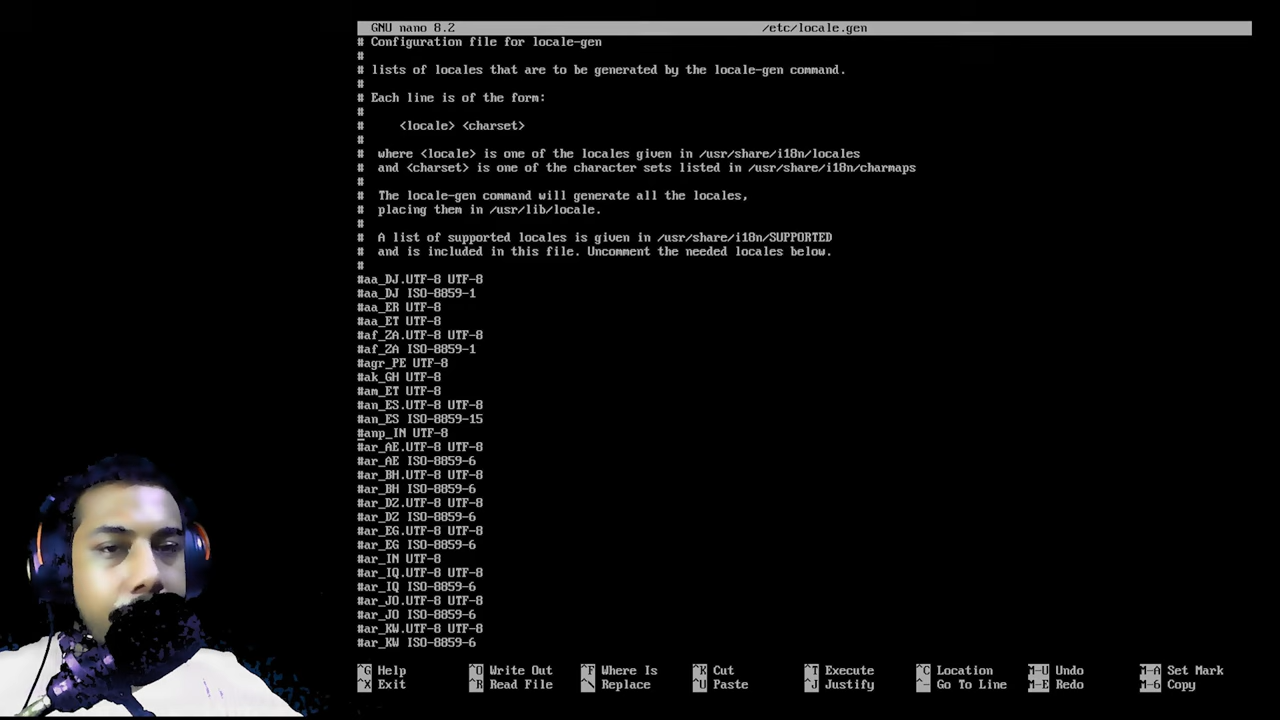 GNU nano 8.2 /etc/locale.gen
# Configuration file for locale-gen
#
# lists of locales that are to be generated by the locale-gen command.
#
# Each line is of the form:
#
#     <locale> <charset>
#
#  where <locale> is one of the locales given in /usr/share/i18n/locales
#  and <charset> is one of the character sets listed in /usr/share/i18n/charmaps
#
#  The locale-gen command will generate all the locales,
#  placing them in /usr/lib/locale.
#
#  A list of supported locales is given in /usr/share/i18n/SUPPORTED
#  and is included in this file. Uncomment the needed locales below.
#
#aa_DJ.UTF-8 UTF-8
#aa_DJ ISO-8859-1
#aa_ER UTF-8
#aa_ET UTF-8
#af_ZA.UTF-8 UTF-8
#af_ZA ISO-8859-1
#agr_PE UTF-8
#ak_GH UTF-8
#am_ET UTF-8
#an_ES.UTF-8 UTF-8
#an_ES ISO-8859-15
#anp_IN UTF-8
#ar_AE.UTF-8 UTF-8
#ar_AE ISO-8859-6
#ar_BH.UTF-8 UTF-8
#ar_BH ISO-8859-6
#ar_DZ.UTF-8 UTF-8
#ar_DZ ISO-8859-6
#ar_EG.UTF-8 UTF-8
#ar_EG ISO-8859-6
#ar_IN UTF-8
#ar_IQ.UTF-8 UTF-8
#ar_IQ ISO-8859-6
#ar_JO.UTF-8 UTF-8
#ar_JO ISO-8859-6
#ar_KW.UTF-8 UTF-8
#ar_KW ISO-8859-6
^G Help ^O Write Out ^F Where Is ^K Cut ^T Execute ^C Location M-U Undo M-A Set Mark
^X Exit ^R Read File ^\ Replace ^U Paste ^J Justify ^_ Go To Line M-E Redo M-6 Copy